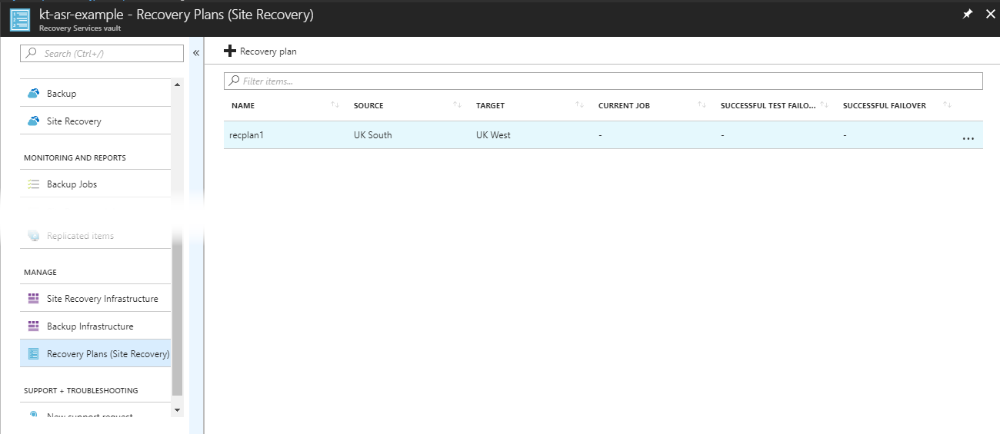 kt-asr-example - Recovery Plans (Site Recovery)
Recovery Services vault
Search (Ctrl+/)
Backup
Site Recovery
MONITORING AND REPORTS
Backup Jobs
Replicated items
MANAGE
Site Recovery Infrastructure
Backup Infrastructure
Recovery Plans (Site Recovery)
SUPPORT + TROUBLESHOOTING
New support request
Recovery plan
Filter items...
NAME SOURCE TARGET CURRENT JOB SUCCESSFUL TEST FAILO... SUCCESSFUL FAILOVER
recplan1 UK South UK West - - - ...